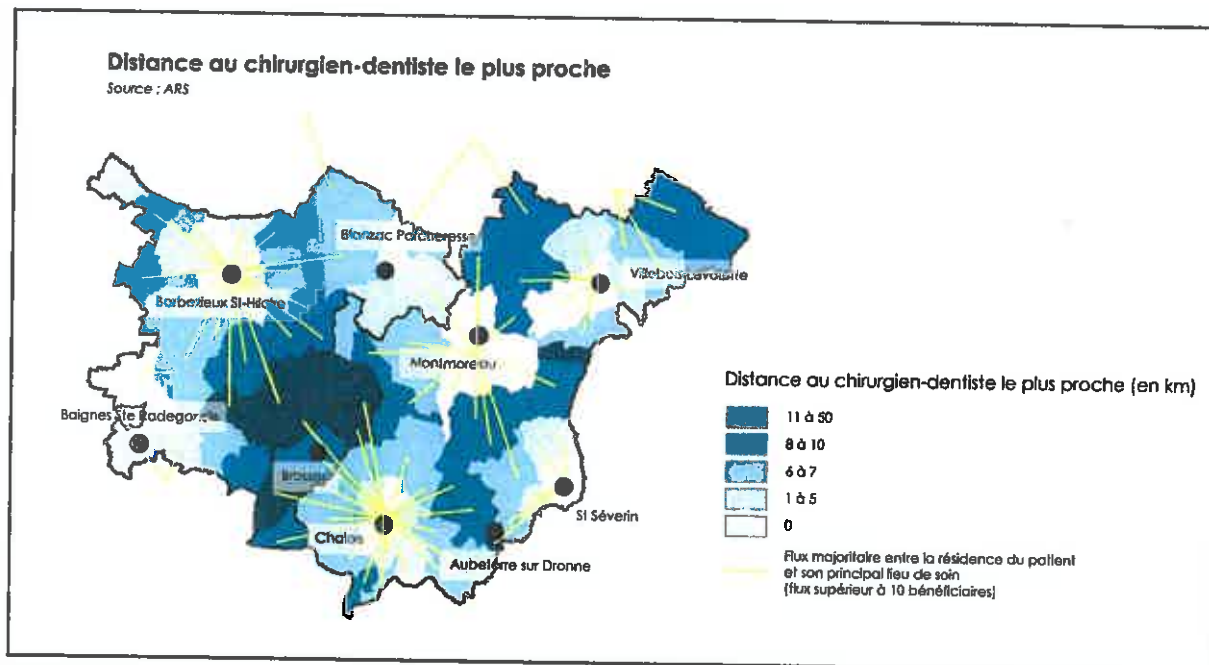 Distance au chirurgien-dentiste le plus proche
Source : ARS
Blanzac Porcheresse
Villebois-Lavalette
Barbezieux St-Hilaire
Montmoreau
Baignes Ste Radegonde
Brossac
St Séverin
Chalais
Aubeterre sur Dronne
Distance au chirurgien-dentiste le plus proche (en km)
11 à 50
8 à 10
6 à 7
1 à 5
0
Flux majoritaire entre la résidence du patient
et son principal lieu de soin
(flux supérieur à 10 bénéficiaires)